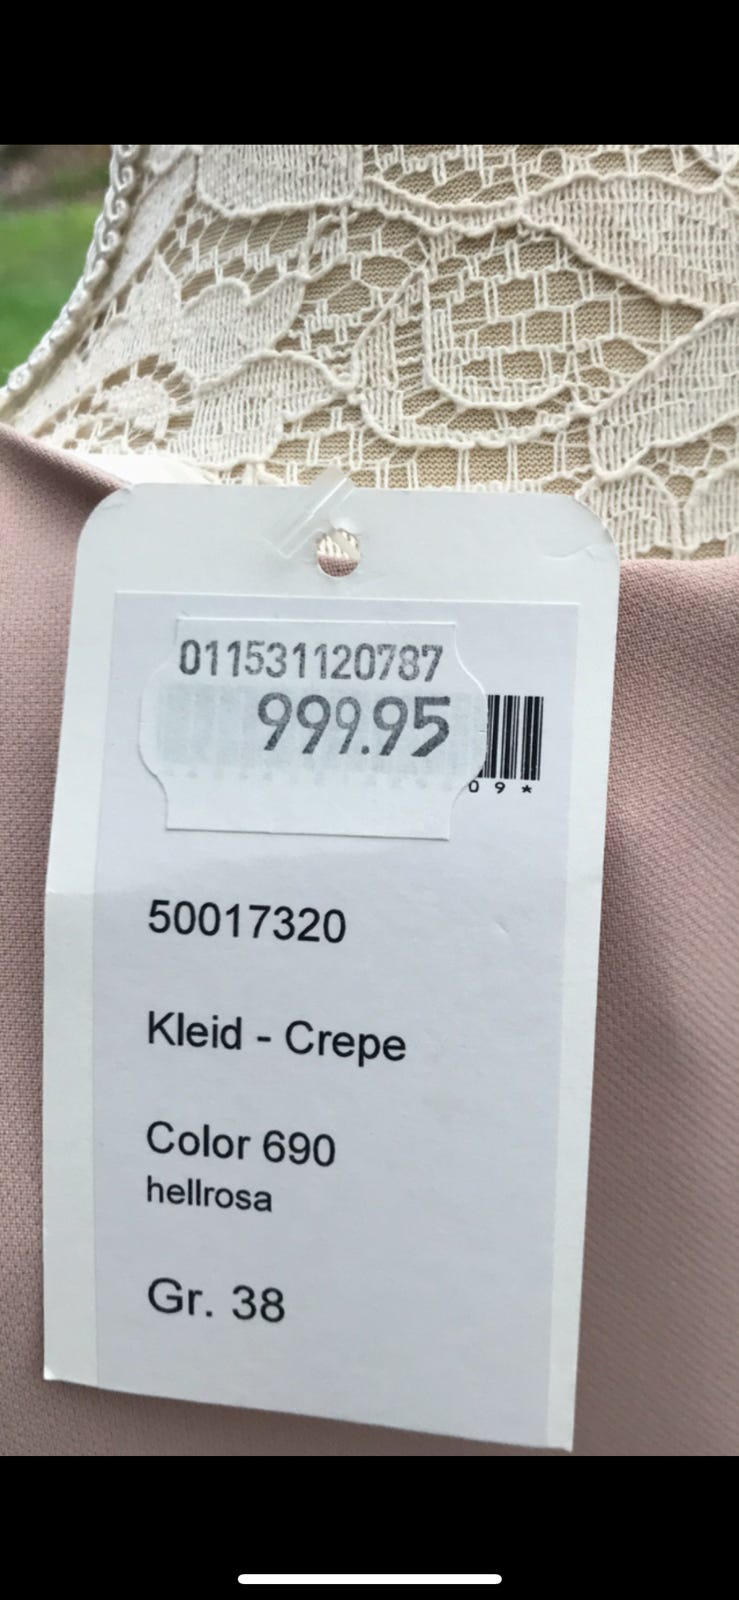 011531120787
999.95
09*
50017320
Kleid - Crepe
Color 690
hellrosa
Gr. 38